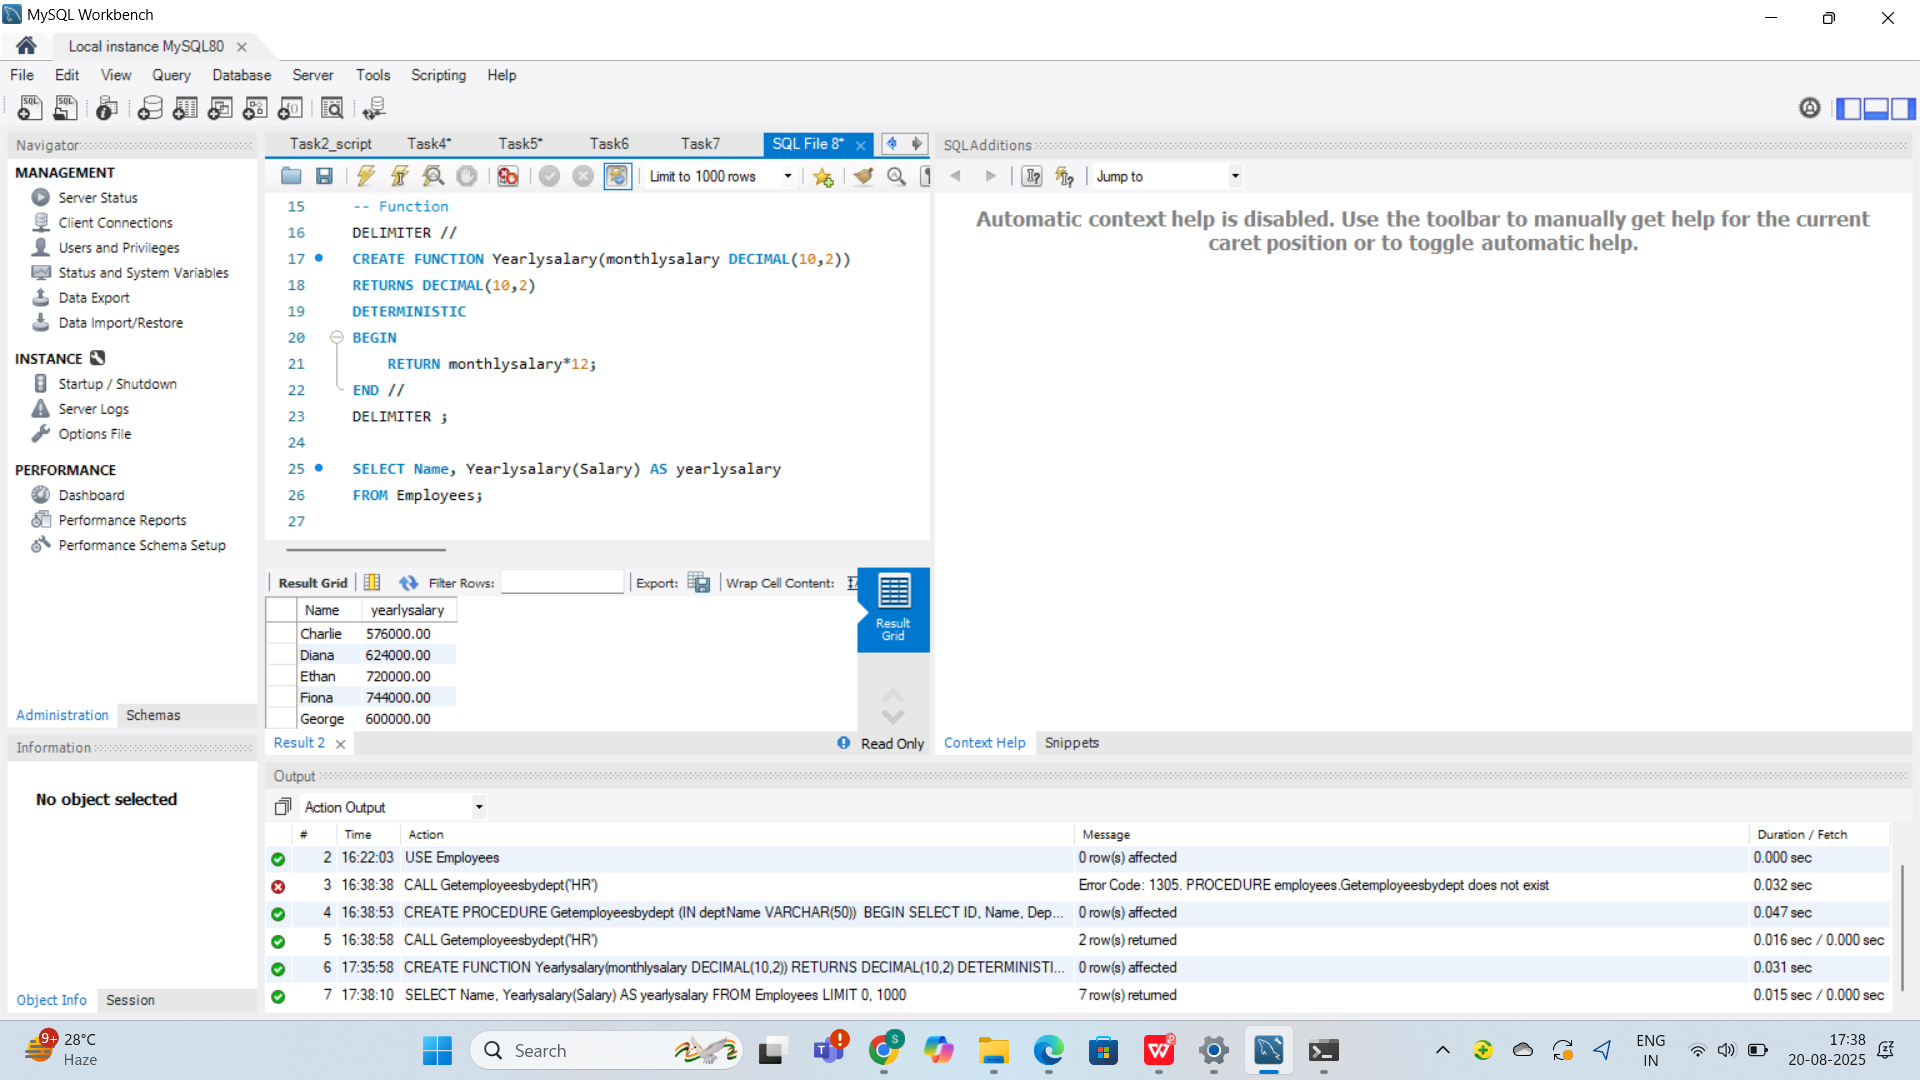 MySQL Workbench
Local instance MySQL80
File Edit View Query Database Server Tools Scripting Help
Navigator
MANAGEMENT
Server Status
Client Connections
Users and Privileges
Status and System Variables
Data Export
Data Import/Restore
INSTANCE
Startup / Shutdown
Server Logs
Options File
PERFORMANCE
Dashboard
Performance Reports
Performance Schema Setup
Administration Schemas
Information
No object selected
Object Info Session
Task2_script Task4* Task5* Task6 Task7 SQL File 8*
Limit to 1000 rows
15 -- Function
16 DELIMITER //
17 CREATE FUNCTION Yearlysalary(monthlysalary DECIMAL(10,2))
18 RETURNS DECIMAL(10,2)
19 DETERMINISTIC
20 BEGIN
21 RETURN monthlysalary*12;
22 END //
23 DELIMITER ;
24
25 SELECT Name, Yearlysalary(Salary) AS yearlysalary
26 FROM Employees;
27
Result Grid Filter Rows: Export: Wrap Cell Content:
Name yearlysalary
Charlie 576000.00
Diana 624000.00
Ethan 720000.00
Fiona 744000.00
George 600000.00
Result
Grid
Result 2 Read Only
SQLAdditions
Jump to
Automatic context help is disabled. Use the toolbar to manually get help for the current
caret position or to toggle automatic help.
Context Help Snippets
Output
Action Output
# Time Action Message Duration / Fetch
2 16:22:03 USE Employees 0 row(s) affected 0.000 sec
3 16:38:38 CALL Getemployeesbydept('HR') Error Code: 1305. PROCEDURE employees.Getemployeesbydept does not exist 0.032 sec
4 16:38:53 CREATE PROCEDURE Getemployeesbydept (IN deptName VARCHAR(50)) BEGIN SELECT ID, Name, Dep... 0 row(s) affected 0.047 sec
5 16:38:58 CALL Getemployeesbydept('HR') 2 row(s) returned 0.016 sec / 0.000 sec
6 17:35:58 CREATE FUNCTION Yearlysalary(monthlysalary DECIMAL(10,2)) RETURNS DECIMAL(10,2) DETERMINISTI... 0 row(s) affected 0.031 sec
7 17:38:10 SELECT Name, Yearlysalary(Salary) AS yearlysalary FROM Employees LIMIT 0, 1000 7 row(s) returned 0.015 sec / 0.000 sec
9+
28°C
Haze
Search
ENG
IN
17:38
20-08-2025